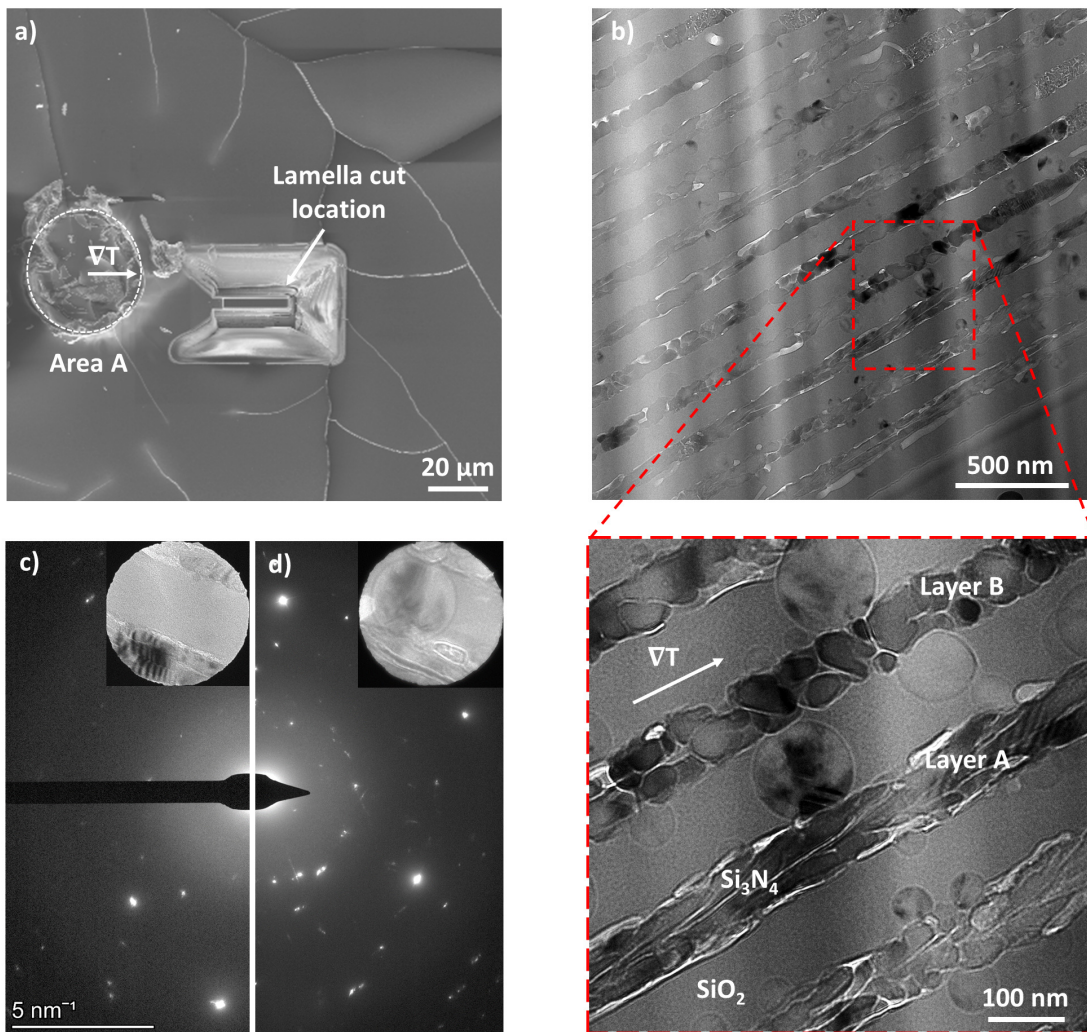 a)
Lamella cut
location
∇T
Area A
20 µm
b)
500 nm
c)
d)
5 nm⁻¹
Layer B
∇T
Layer A
Si₃N₄
SiO₂
100 nm